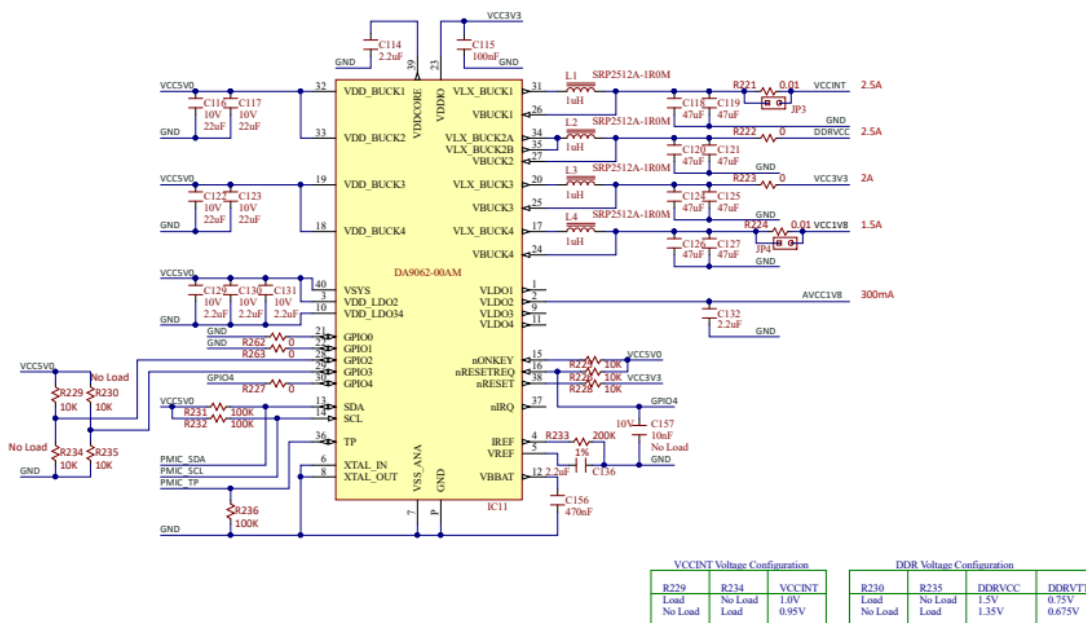 VCC3V3
C114
2.2uF
C115
100nF
GND
GND
39
23
VDDCORE
VDDIO
VCC5V0
32
VDD_BUCK1
C116
10V
22uF
C117
10V
22uF
GND
33
VDD_BUCK2
VCC5V0
19
VDD_BUCK3
C122
10V
22uF
C123
10V
22uF
GND
18
VDD_BUCK4
VCC5V0
40
VSYS
3
VDD_LDO2
10
VDD_LDO34
C129
10V
2.2uF
C130
10V
2.2uF
C131
10V
2.2uF
GND
GND
21
GPIO0
R262
0
GND
GPIO1
R263
0
28
GPIO2
29
GPIO3
GPIO4
30
GPIO4
R227
0
VCC5V0
No Load
R229
10K
R230
10K
No Load
R234
10K
R235
10K
GND
VCC5V0
13
SDA
R231
100K
14
SCL
R232
100K
36
TP
PMIC_SDA
PMIC_SCL
PMIC_TP
6
XTAL_IN
8
XTAL_OUT
R236
100K
GND
VSS_ANA
GND
7
P
DA9062-00AM
IC11
31
VLX_BUCK1
26
VBUCK1
L1
SRP2512A-1R0M
1uH
C118
47uF
C119
47uF
R221
0.01
JP3
VCCINT
2.5A
GND
34
VLX_BUCK2A
35
VLX_BUCK2B
27
VBUCK2
L2
SRP2512A-1R0M
1uH
C120
47uF
C121
47uF
R222
0
DDRVCC
2.5A
GND
20
VLX_BUCK3
25
VBUCK3
L3
SRP2512A-1R0M
1uH
C124
47uF
C125
47uF
R223
0
VCC3V3
2A
GND
17
VLX_BUCK4
24
VBUCK4
L4
SRP2512A-1R0M
1uH
C126
47uF
C127
47uF
R224
0.01
JP4
VCC1V8
1.5A
GND
VLDO1
1
VLDO2
2
VLDO3
9
VLDO4
11
AVCC1V8
300mA
C132
2.2uF
GND
nONKEY
15
10K
VCC5V0
nRESETREQ
16
10K
nRESET
38
R228
10K
VCC3V3
nIRQ
37
GPIO4
10V
C157
10nF
No Load
IREF
4
R233
200K
1%
VREF
5
2.2uF
C136
GND
VBBAT
12
C156
470nF
VCCINT Voltage Configuration
R229 R234 VCCINT
Load No Load 1.0V
No Load Load 0.95V
DDR Voltage Configuration
R230 R235 DDRVCC DDRVTT
Load No Load 1.5V 0.75V
No Load Load 1.35V 0.675V